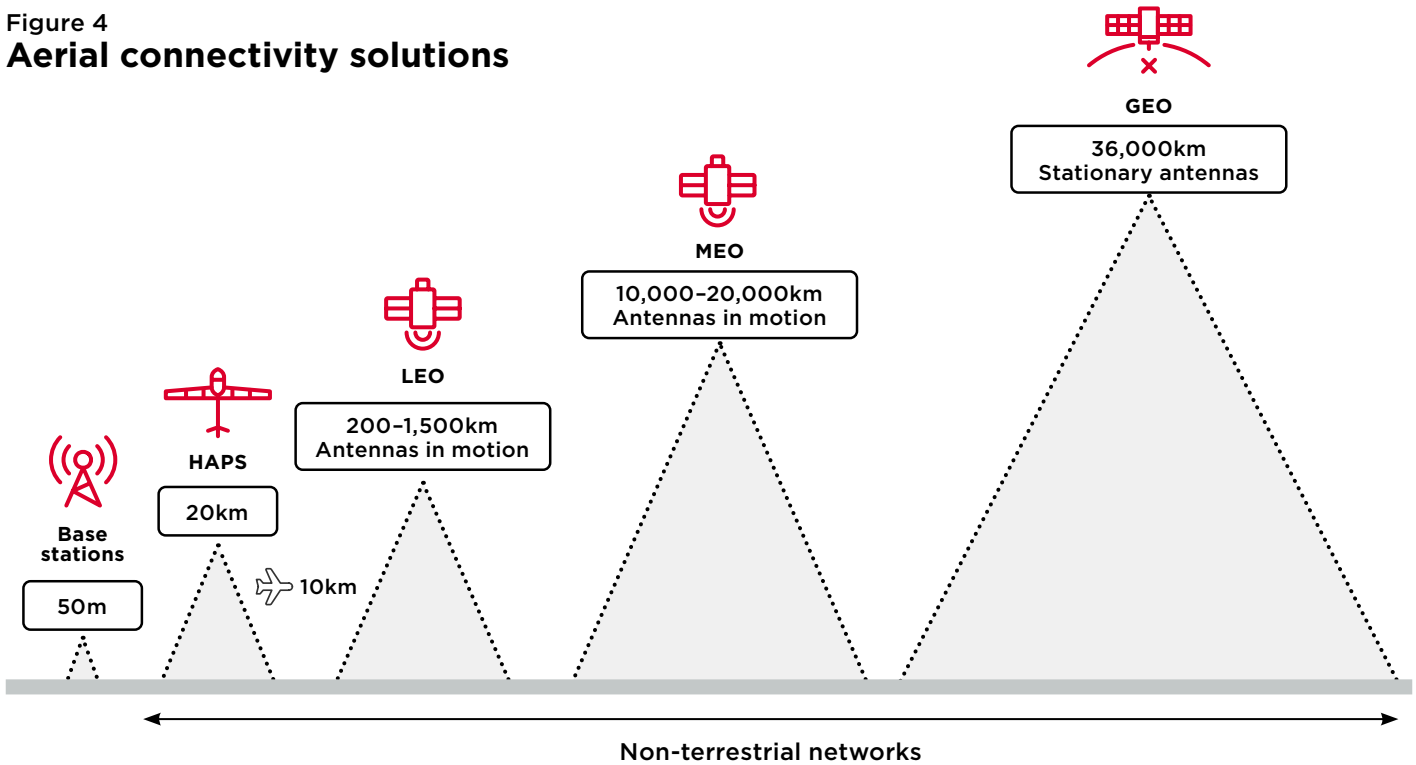 Figure 4
Aerial connectivity solutions
GEO
36,000km
Stationary antennas
MEO
10,000–20,000km
Antennas in motion
LEO
200–1,500km
Antennas in motion
HAPS
20km
Base
stations
50m
10km
Non-terrestrial networks